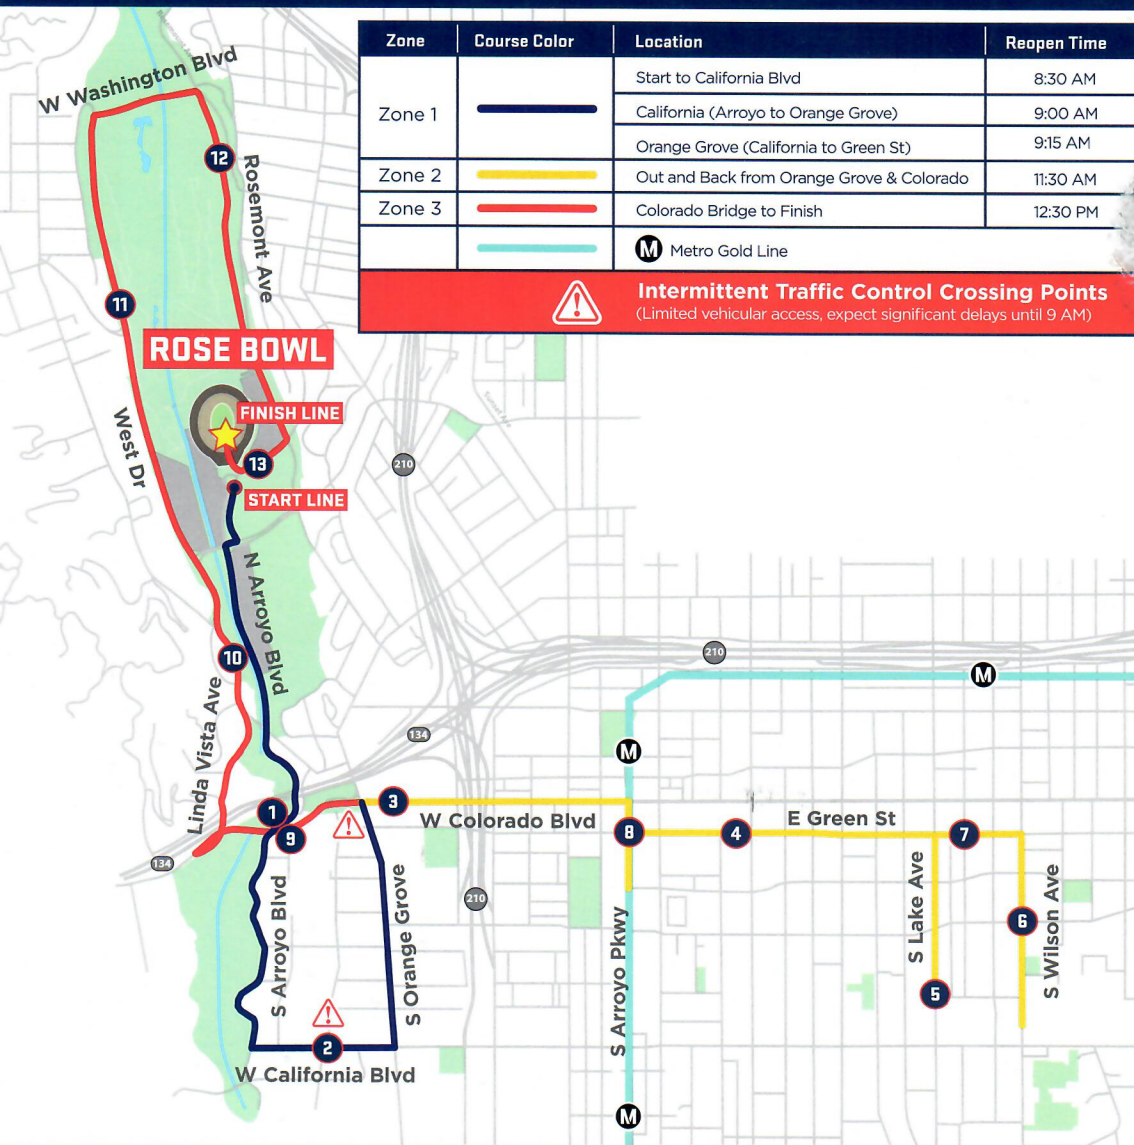 Zone Course Color Location Reopen Time
Zone 1
Start to California Blvd 8:30 AM
California (Arroyo to Orange Grove) 9:00 AM
Orange Grove (California to Green St) 9:15 AM
Zone 2 Out and Back from Orange Grove & Colorado 11:30 AM
Zone 3 Colorado Bridge to Finish 12:30 PM
M Metro Gold Line
Intermittent Traffic Control Crossing Points
(Limited vehicular access, expect significant delays until 9 AM)
W Washington Blvd
12
Rosemont Ave
11
ROSE BOWL
FINISH LINE
West Dr
13
210
START LINE
N Arroyo Blvd
10
210
M
Linda Vista Ave
134
M
1
3
W Colorado Blvd
E Green St
9
8
4
7
134
S Arroyo Blvd
S Orange Grove
210
S Arroyo Pkwy
S Lake Ave
6
S Wilson Ave
5
2
W California Blvd
M